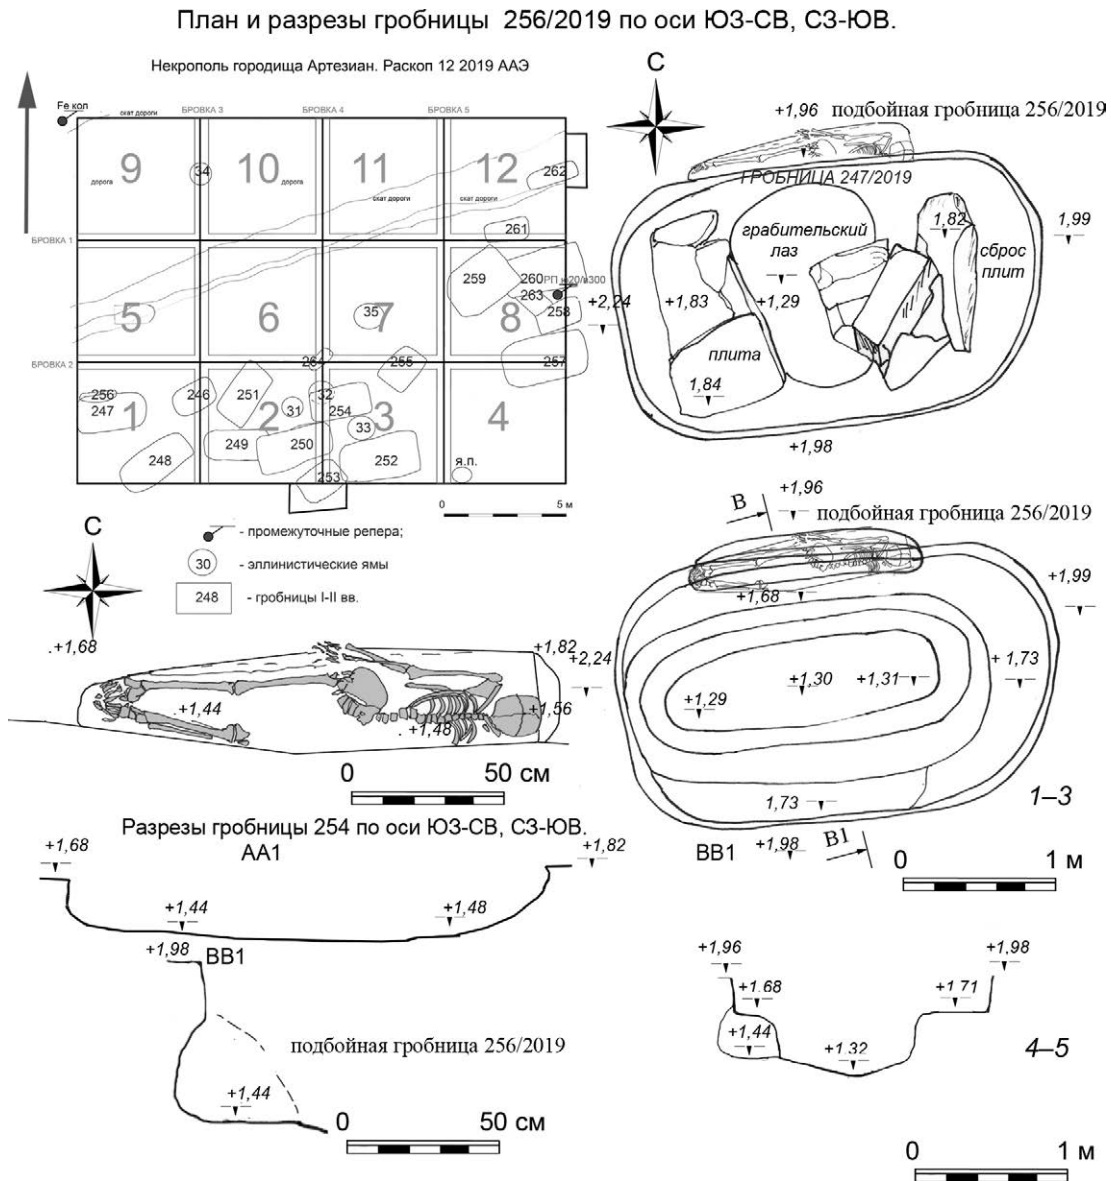 План и разрезы гробницы 256/2019 по оси ЮЗ-СВ, СЗ-ЮВ.
Некрополь городища Артезиан. Раскоп 12 2019 ААЭ
Fe кол
скат дороги
БРОВКА 3
БРОВКА 4
БРОВКА 5
9
34
10
11
12
262
дорога
дорога
скат дороги
скат дороги
261
БРОВКА 1
259
260
РП
263
5
6
35
7
8
258
257
БРОВКА 2
264
255
256
247
1
246
251
2
31
32
254
3
33
4
248
249
250
252
253
я.п.
0 5 м
С
- промежуточные репера;
30 - эллинистические ямы
248 - гробницы I-II вв.
С
+1,96 подбойная гробница 256/2019
ГРОБНИЦА 247/2019
1,82
1,99
грабительский
лаз
сброс
плит
+2,24
+1,83
+1,29
плита
1,84
+1,98
В
+1,96
подбойная гробница 256/2019
+1,99
+1,68
+2,24
+1,73
+1,30
+1,31
+1,29
1,73
1–3
ВВ1
+1,98
В1
0 1 м
.+1,68
+1,82
.+1,44
+1,56
.+1,48
0 50 см
Разрезы гробницы 254 по оси ЮЗ-СВ, СЗ-ЮВ.
+1,68
АА1
+1,82
+1,44
+1,48
+1,98
ВВ1
подбойная гробница 256/2019
+1,44
0 50 см
+1,96
+1,98
+1.68
+1.71
+1,44
+1.32
4–5
0 1 м